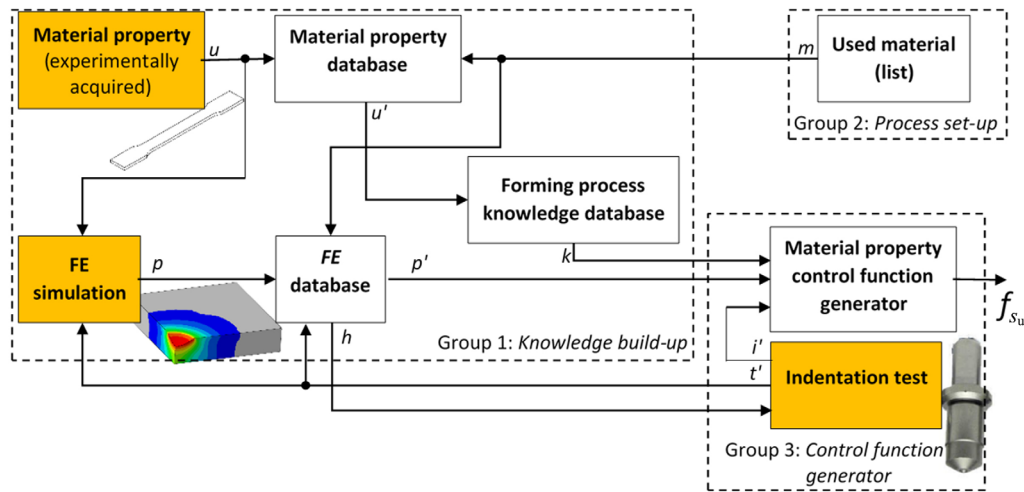 Material property
(experimentally
acquired)
u
Material property
database
m
Used material
(list)
u'
Group 2: Process set-up
Forming process
knowledge database
FE
simulation
p
FE
database
p'
k
Material property
control function
generator
f_{s_u}
h
Group 1: Knowledge build-up
i'
t'
Indentation test
Group 3: Control function
generator